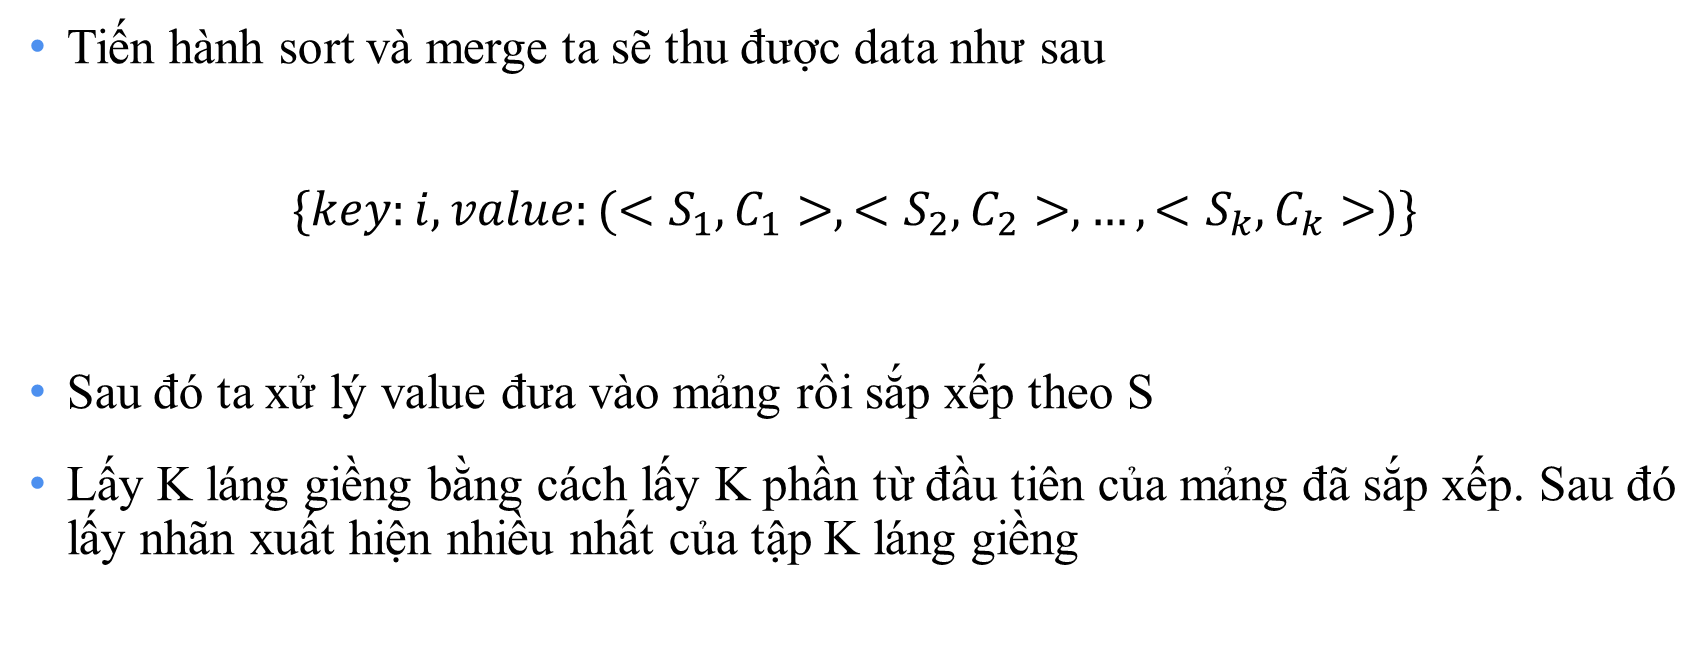 • Tiến hành sort và merge ta sẽ thu được data như sau
{key: i, value: (< S₁, C₁ >, < S₂, C₂ >, … , < Sₖ, Cₖ >)}
• Sau đó ta xử lý value đưa vào mảng rồi sắp xếp theo S
• Lấy K láng giềng bằng cách lấy K phần từ đầu tiên của mảng đã sắp xếp. Sau đó
lấy nhãn xuất hiện nhiều nhất của tập K láng giềng